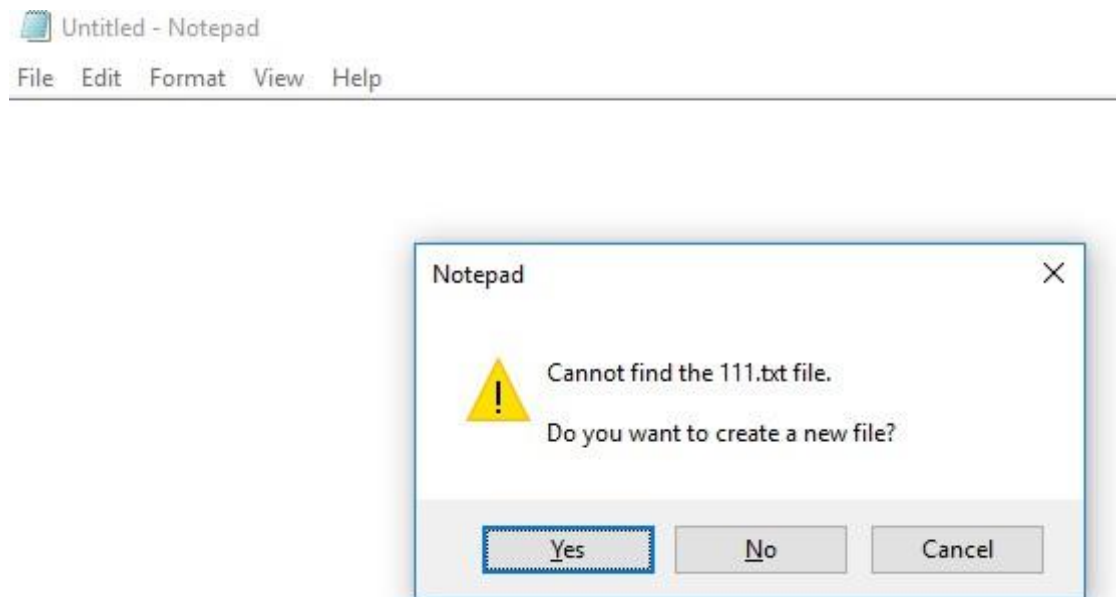 Untitled - Notepad
File Edit Format View Help
Notepad
Cannot find the 111.txt file.
Do you want to create a new file?
Yes No Cancel